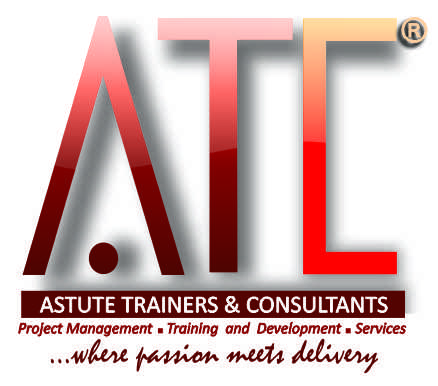 ATC®
ASTUTE TRAINERS & CONSULTANTS
Project Management ▪ Training and Development ▪ Services
...where passion meets delivery